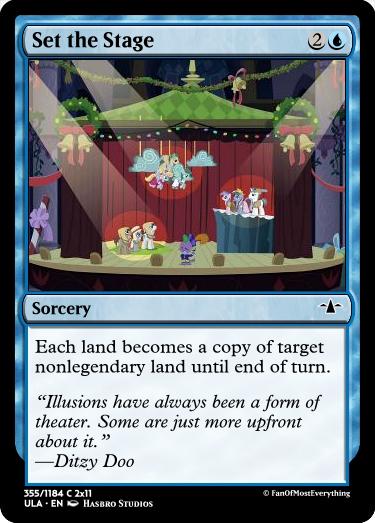 Set the Stage 2
Sorcery
Each land becomes a copy of target
nonlegendary land until end of turn.
“Illusions have always been a form of
theater. Some are just more upfront
about it.”
—Ditzy Doo
355/1184 C 2x11
ULA • EN Hasbro Studios
© FanOfMostEverything